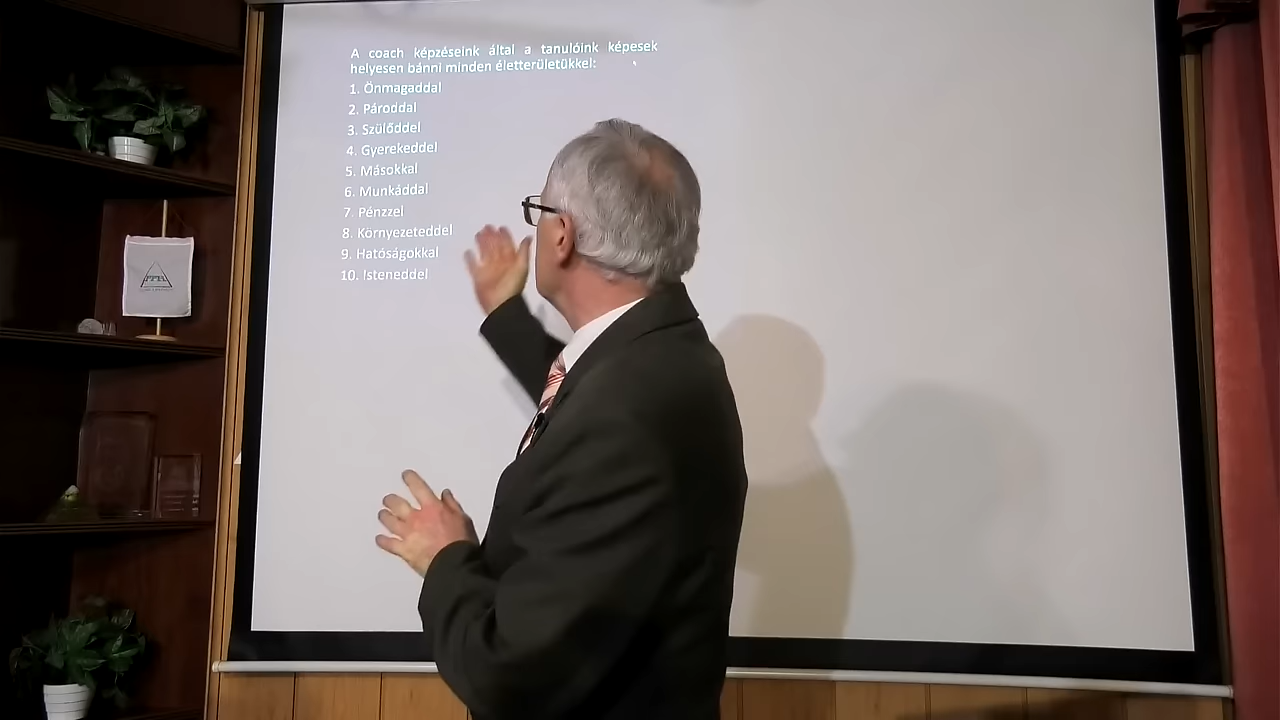 A coach képzéseink által a tanulóink képesek
helyesen bánni minden életterületükkel:
1. Önmagaddal
2. Pároddal
3. Szülőddel
4. Gyerekeddel
5. Másokkal
6. Munkáddal
7. Pénzzel
8. Környezeteddel
9. Hatóságokkal
10. Isteneddel